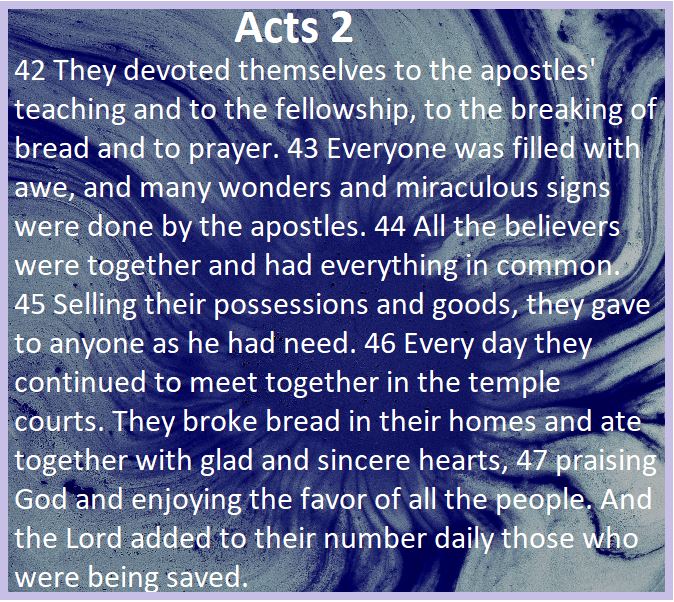 Acts 2
42 They devoted themselves to the apostles'
teaching and to the fellowship, to the breaking of
bread and to prayer. 43 Everyone was filled with
awe, and many wonders and miraculous signs
were done by the apostles. 44 All the believers
were together and had everything in common.
45 Selling their possessions and goods, they gave
to anyone as he had need. 46 Every day they
continued to meet together in the temple
courts. They broke bread in their homes and ate
together with glad and sincere hearts, 47 praising
God and enjoying the favor of all the people. And
the Lord added to their number daily those who
were being saved.